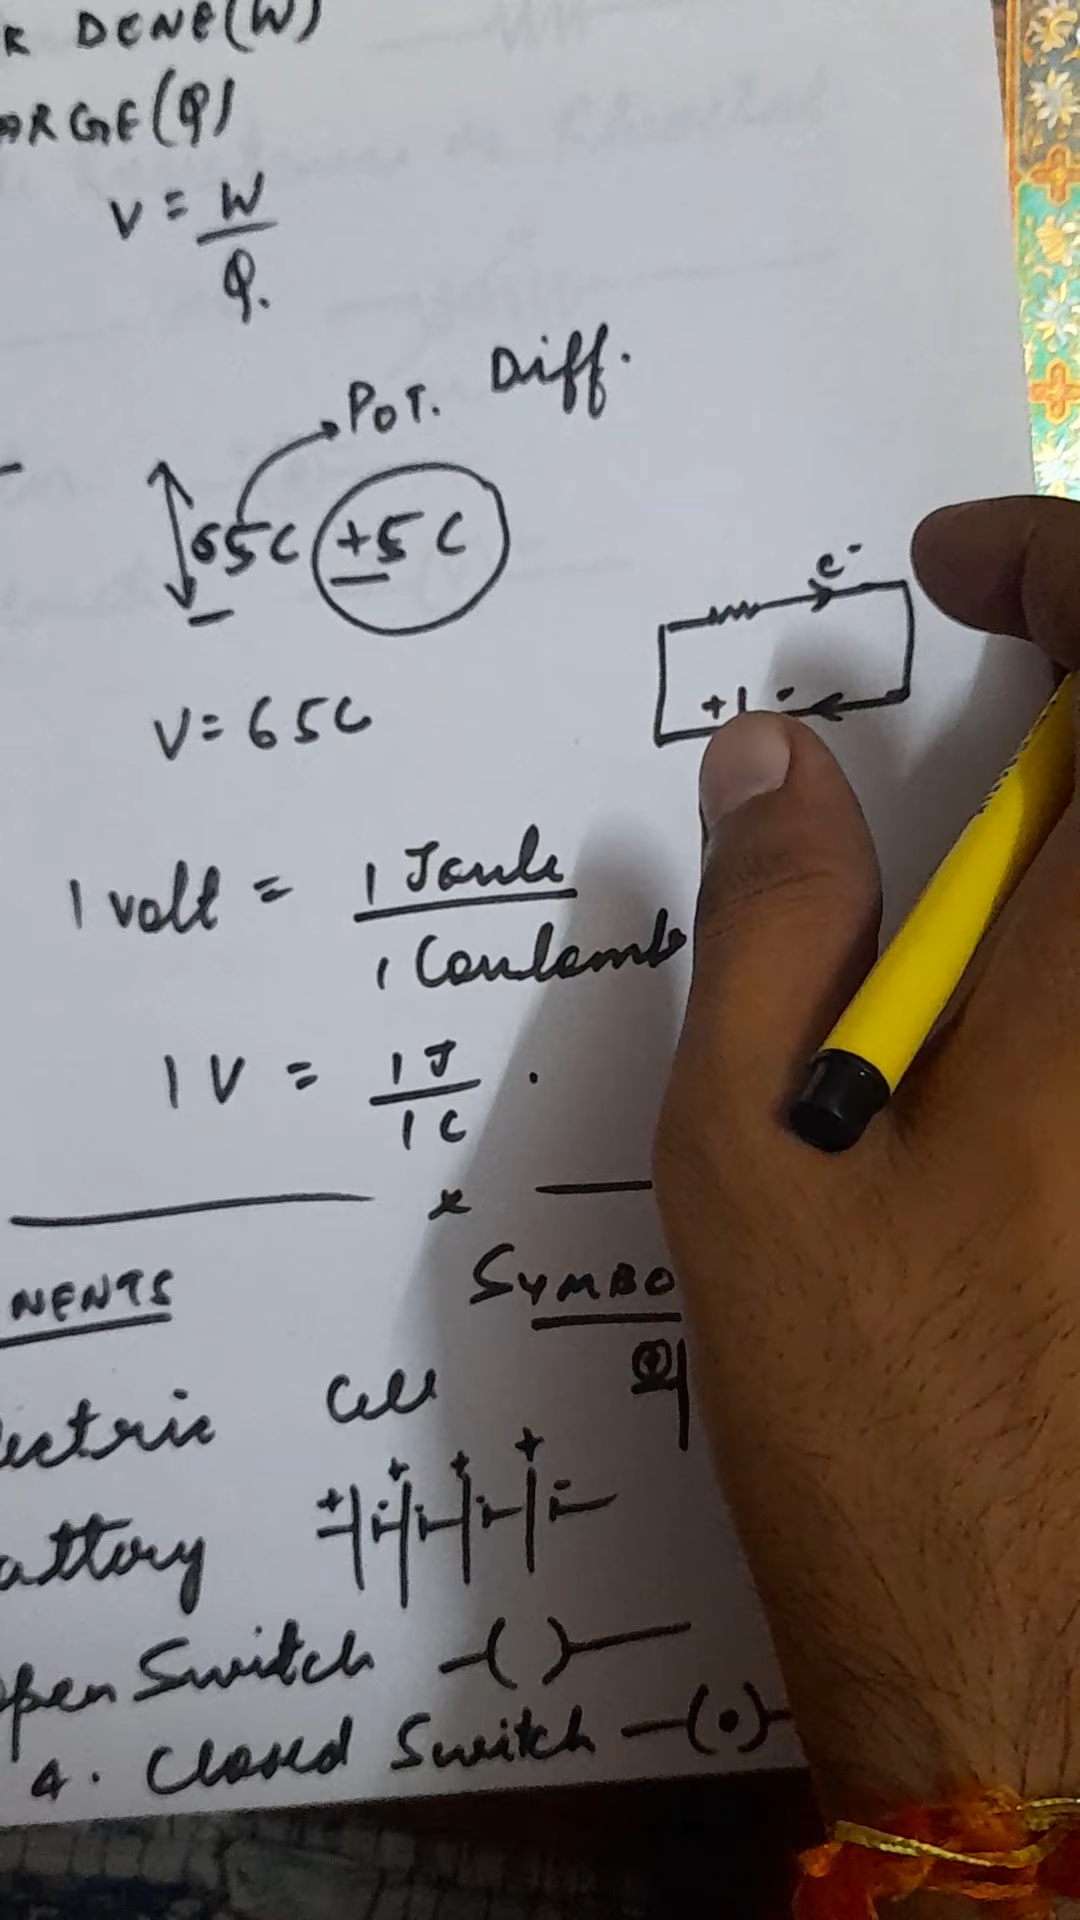 DONE(W)
ARGE(Q)
V = W
Q.
POT. Diff.
65C +5C
e-
+ -
V = 65C
1 volt = 1 Joule
1 Coulomb
1V = 1J
1C
x
NENTS SYMBO
ectric Cell
+ + + +
attery
pen Switch -( )-
4. Closed Switch -(•)-